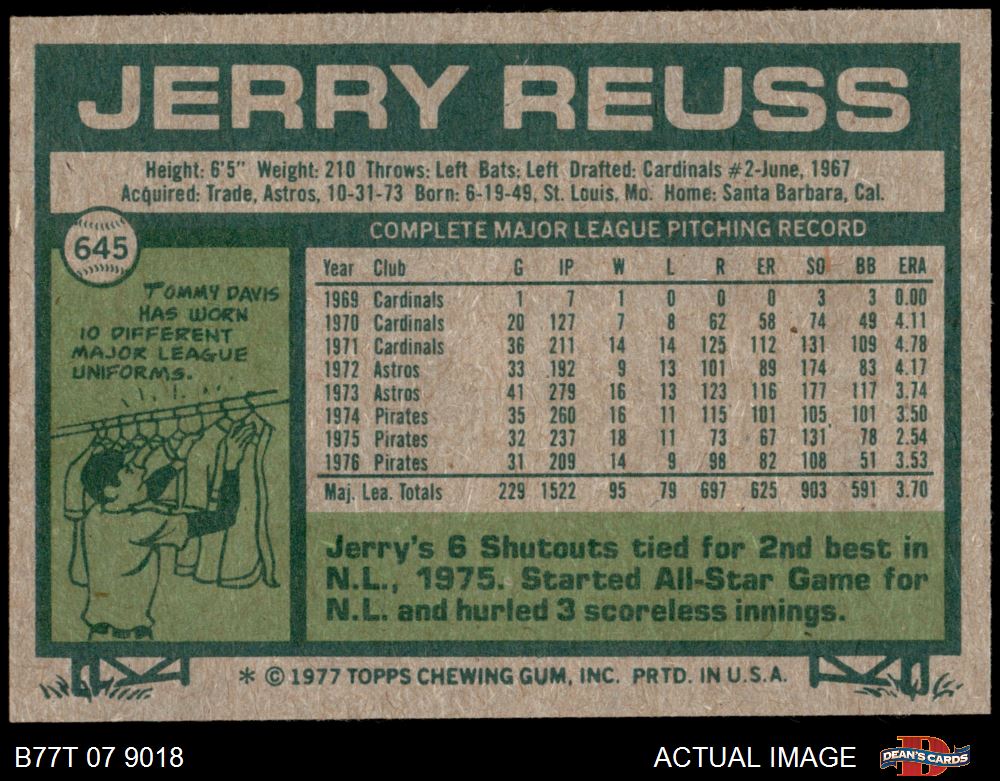 JERRY REUSS
Height: 6'5" Weight: 210 Throws: Left Bats: Left Drafted: Cardinals #2-June, 1967
Acquired: Trade, Astros, 10-31-73 Born: 6-19-49, St. Louis, Mo. Home: Santa Barbara, Cal.
645
TOMMY DAVIS
HAS WORN
10 DIFFERENT
MAJOR LEAGUE
UNIFORMS.
COMPLETE MAJOR LEAGUE PITCHING RECORD
Year Club G IP W L R ER SO BB ERA
1969 Cardinals 1 7 1 0 0 0 3 3 0.00
1970 Cardinals 20 127 7 8 62 58 74 49 4.11
1971 Cardinals 36 211 14 14 125 112 131 109 4.78
1972 Astros 33 192 9 13 101 89 174 83 4.17
1973 Astros 41 279 16 13 123 116 177 117 3.74
1974 Pirates 35 260 16 11 115 101 105 101 3.50
1975 Pirates 32 237 18 11 73 67 131 78 2.54
1976 Pirates 31 209 14 9 98 82 108 51 3.53
Maj. Lea. Totals 229 1522 95 79 697 625 903 591 3.70
Jerry's 6 Shutouts tied for 2nd best in
N.L., 1975. Started All-Star Game for
N.L. and hurled 3 scoreless innings.
* © 1977 TOPPS CHEWING GUM, INC. PRTD. IN U.S.A.
B77T 07 9018
ACTUAL IMAGE
DEAN'S CARDS